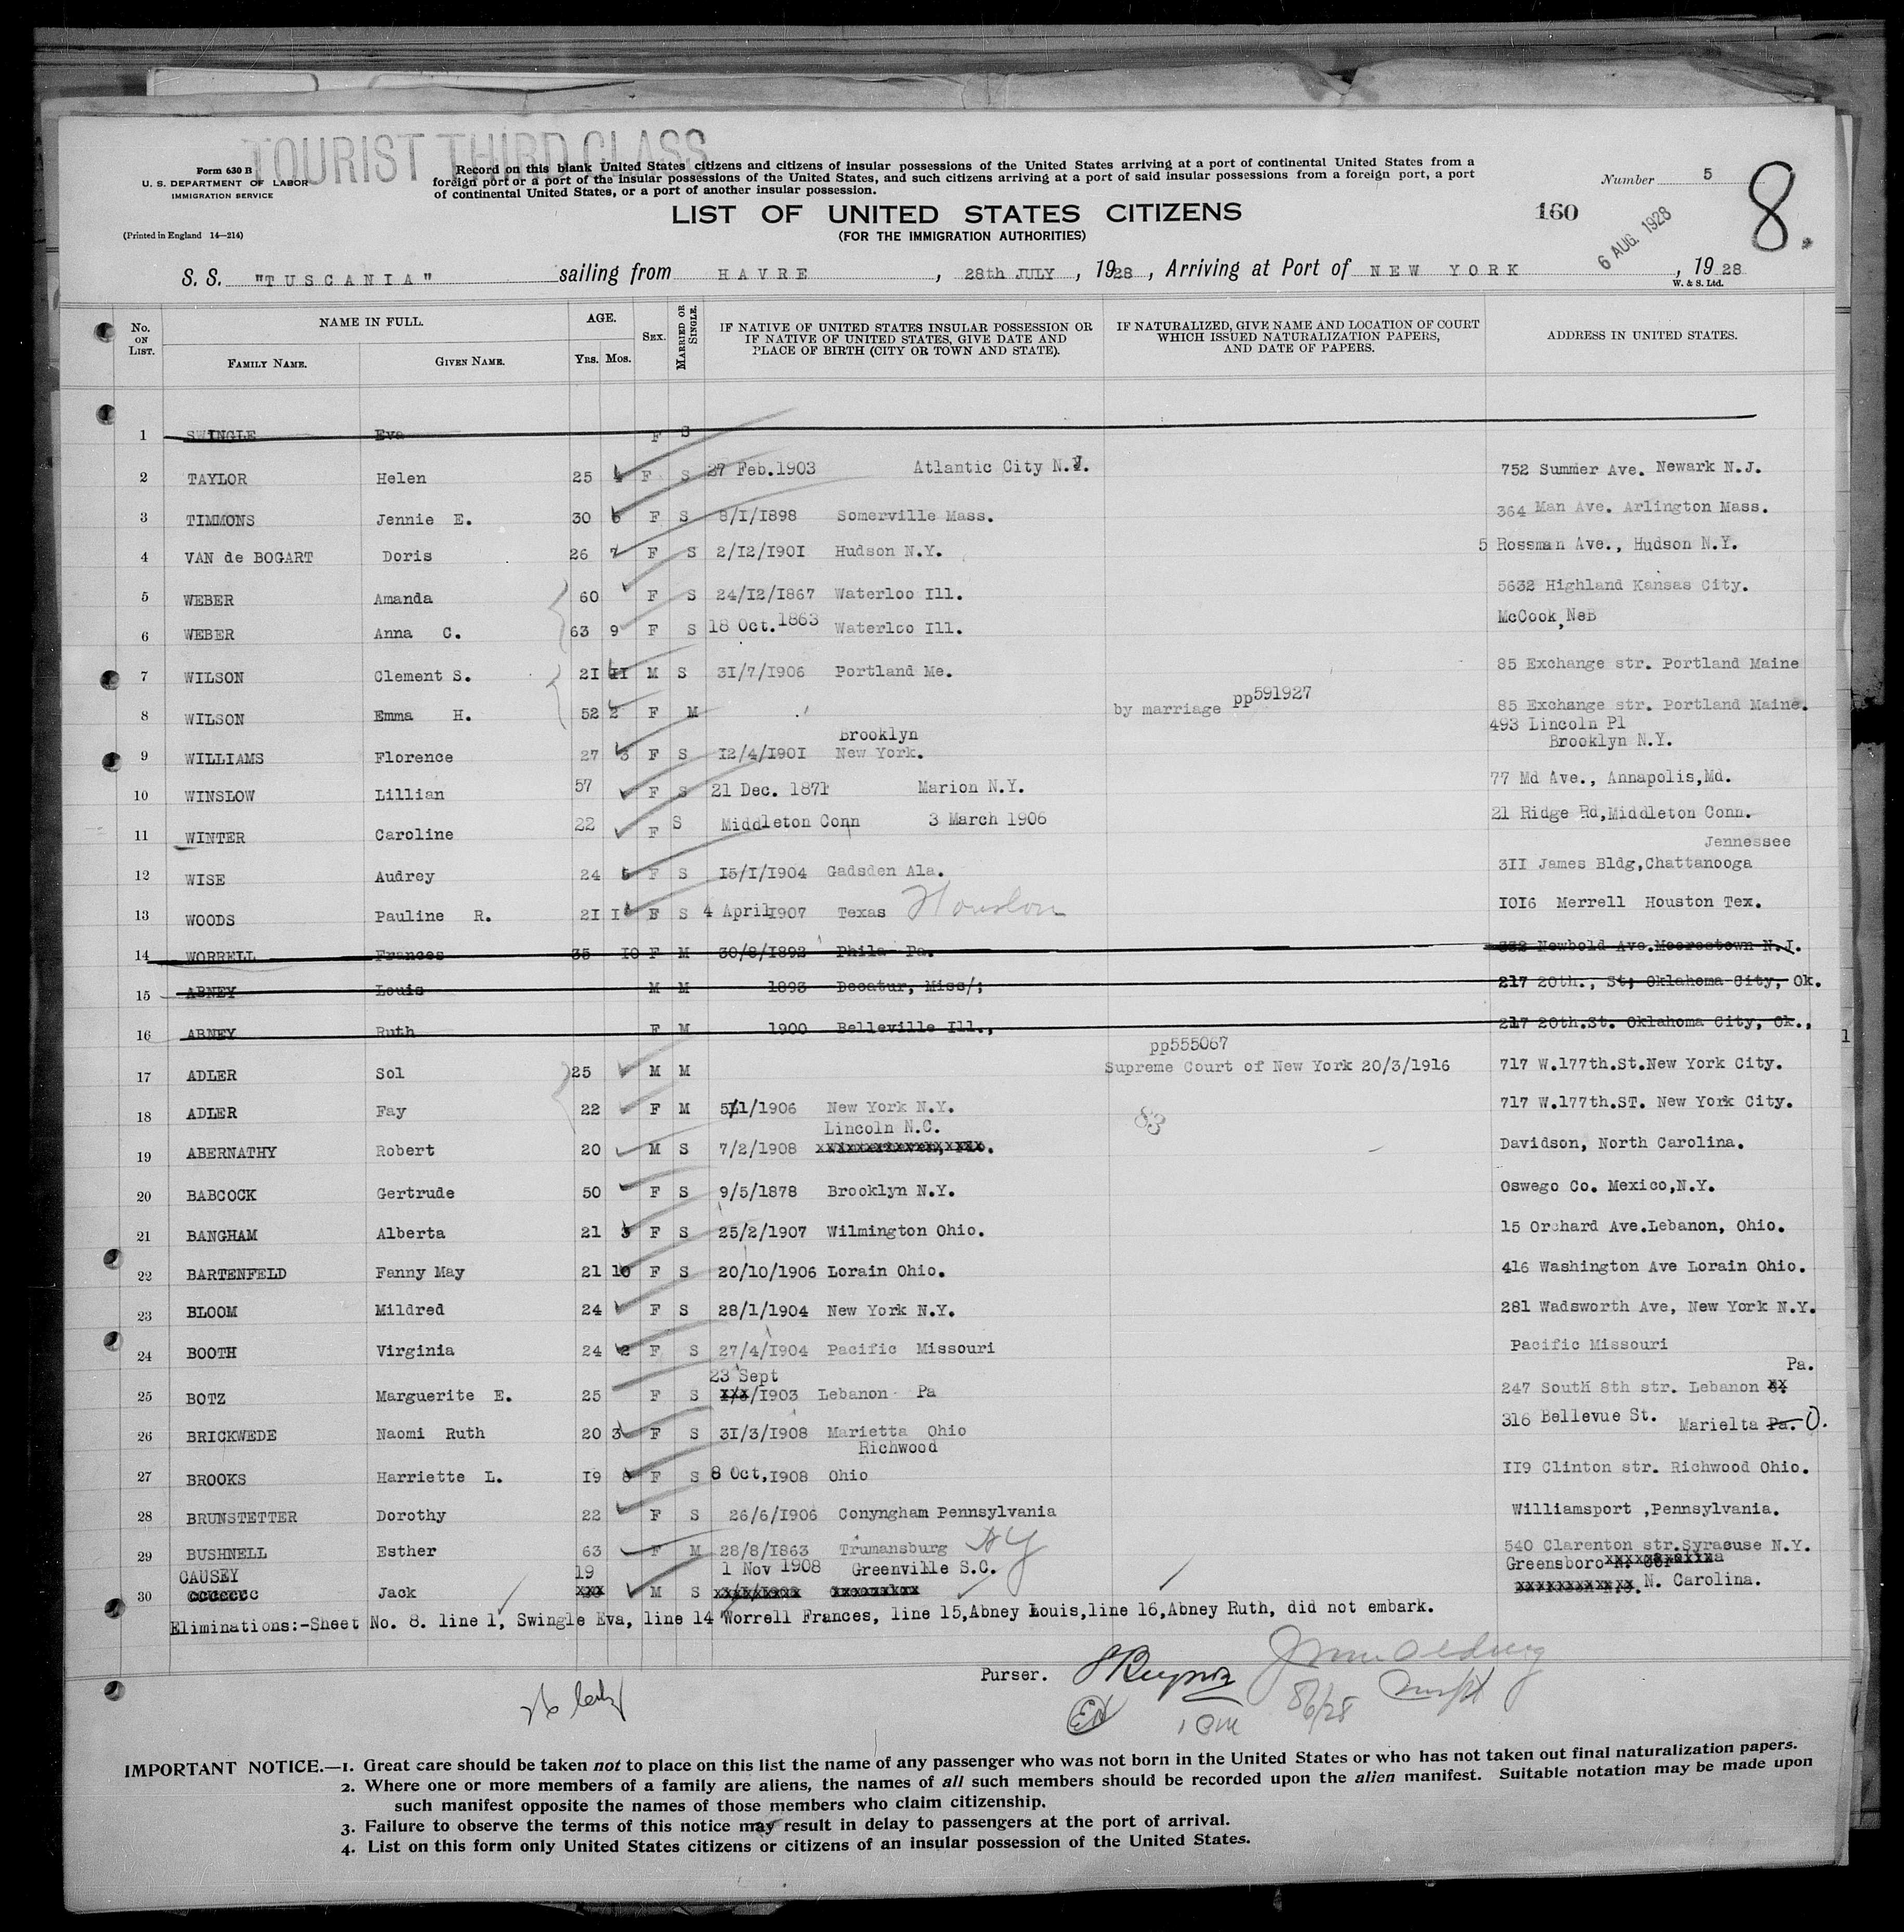 TOURIST THIRD CLASS
Form 630 B
U. S. DEPARTMENT OF LABOR
IMMIGRATION SERVICE
(Printed in England 14—214)
Record on this blank United States citizens and citizens of insular possessions of the United States arriving at a port of continental United States from a
foreign port or a port of the insular possessions of the United States, and such citizens arriving at a port of said insular possessions from a foreign port, a port
of continental United States, or a port of another insular possession.
Number 5
8.
LIST OF UNITED STATES CITIZENS
(FOR THE IMMIGRATION AUTHORITIES)
160
6 AUG. 1928
S. S. "TUSCANIA" sailing from HAVRE, 28th JULY, 1928, Arriving at Port of NEW YORK, 1928
W. & S. Ltd.
No. ON LIST. NAME IN FULL. FAMILY NAME. GIVEN NAME. AGE. YRS. MOS. SEX. MARRIED OR SINGLE. IF NATIVE OF UNITED STATES INSULAR POSSESSION OR IF NATIVE OF UNITED STATES, GIVE DATE AND PLACE OF BIRTH (CITY OR TOWN AND STATE). IF NATURALIZED, GIVE NAME AND LOCATION OF COURT WHICH ISSUED NATURALIZATION PAPERS, AND DATE OF PAPERS. ADDRESS IN UNITED STATES.
1 SWINGLE Eva F S
2 TAYLOR Helen 25 4 F S 27 Feb.1903 Atlantic City N.J. 752 Summer Ave. Newark N.J.
3 TIMMONS Jennie E. 30 6 F S 8/I/1898 Somerville Mass. 364 Man Ave. Arlington Mass.
4 VAN de BOGART Doris 26 7 F S 2/12/190I Hudson N.Y. 5 Rossman Ave., Hudson N.Y.
5 WEBER Amanda 60 F S 24/I2/1867 Waterloo Ill. 5632 Highland Kansas City.
6 WEBER Anna C. 63 9 F S 18 Oct.1863 Waterloo Ill. McCook, NeB
7 WILSON Clement S. 2I II M S 3I/7/I906 Portland Me. 85 Exchange str. Portland Maine
8 WILSON Emma H. 52 2 F M by marriage pp591927 85 Exchange str. Portland Maine.
9 WILLIAMS Florence 27 3 F S I2/4/I90I Brooklyn New York. 493 Lincoln Pl Brooklyn N.Y.
10 WINSLOW Lillian 57 F S 21 Dec. 1871 Marion N.Y. 77 Md Ave., Annapolis,Md.
11 WINTER Caroline 22 F S Middleton Conn 3 March 1906 21 Ridge Rd,Middleton Conn.
Jennessee
12 WISE Audrey 24 6 F S I5/I/I904 Gadsden Ala. 3II James Bldg,Chattanooga
13 WOODS Pauline R. 2I F S 4 April1907 Texas Houston I0I6 Merrell Houston Tex.
14 WORRELL Frances 35 10 F M 30/8/1892 Phila Pa. 332 Newbold Ave.Moorestown N.J.
15 ABNEY Louis M M 1893 Decatur, Miss/; 217 20th., St; Oklahoma City, Ok.
16 ABNEY Ruth F M 1900 Belleville Ill., 217 20th.St. Oklahoma City, Ok.,
pp555067
17 ADLER Sol 25 M M Supreme Court of New York 20/3/1916 717 W.177th.St.New York City.
18 ADLER Fay 22 F M 5/1/1906 New York N.Y. 83 717 W.177th.ST. New York City.
Lincoln N.C.
19 ABERNATHY Robert 20 M S 7/2/1908 Davidson, North Carolina.
20 BABCOCK Gertrude 50 F S 9/5/1878 Brooklyn N.Y. Oswego Co. Mexico,N.Y.
21 BANGHAM Alberta 21 3 F S 25/2/1907 Wilmington Ohio. 15 Orchard Ave.Lebanon, Ohio.
22 BARTENFELD Fanny May 21 10 F S 20/10/1906 Lorain Ohio. 416 Washington Ave Lorain Ohio.
23 BLOOM Mildred 24 F S 28/1/1904 New York N.Y. 281 Wadsworth Ave, New York N.Y.
24 BOOTH Virginia 24 2 F S 27/4/I904 Pacific Missouri Pacific Missouri
23 Sept Pa.
25 BOTZ Marguerite E. 25 F S /I903 Lebanon Pa 247 South 8th str. Lebanon
26 BRICKWEDE Naomi Ruth 20 3 F S 3I/3/I908 Marietta Ohio 316 Bellevue St. Marielta Pa. O.
Richwood
27 BROOKS Harriette L. I9 8 F S 8 Oct,I908 Ohio II9 Clinton str. Richwood Ohio.
28 BRUNSTETTER Dorothy 22 F S 26/6/I906 Conyngham Pennsylvania Williamsport ,Pennsylvania.
29 BUSHNELL Esther 63 F M 28/8/I863 Trumansburg NY 540 Clarenton str.Syracuse N.Y.
30 CAUSEY Jack 19 M S 1 Nov 1908 Greenville S.C. Greensboro N. Carolina.
Eliminations:-Sheet No. 8. line 1, Swingle Eva, line 14 Worrell Frances, line 15,Abney Louis,line 16,Abney Ruth, did not embark.
Purser.
8/6/28
IMPORTANT NOTICE.—1. Great care should be taken not to place on this list the name of any passenger who was not born in the United States or who has not taken out final naturalization papers.
2. Where one or more members of a family are aliens, the names of all such members should be recorded upon the alien manifest. Suitable notation may be made upon
such manifest opposite the names of those members who claim citizenship.
3. Failure to observe the terms of this notice may result in delay to passengers at the port of arrival.
4. List on this form only United States citizens or citizens of an insular possession of the United States.